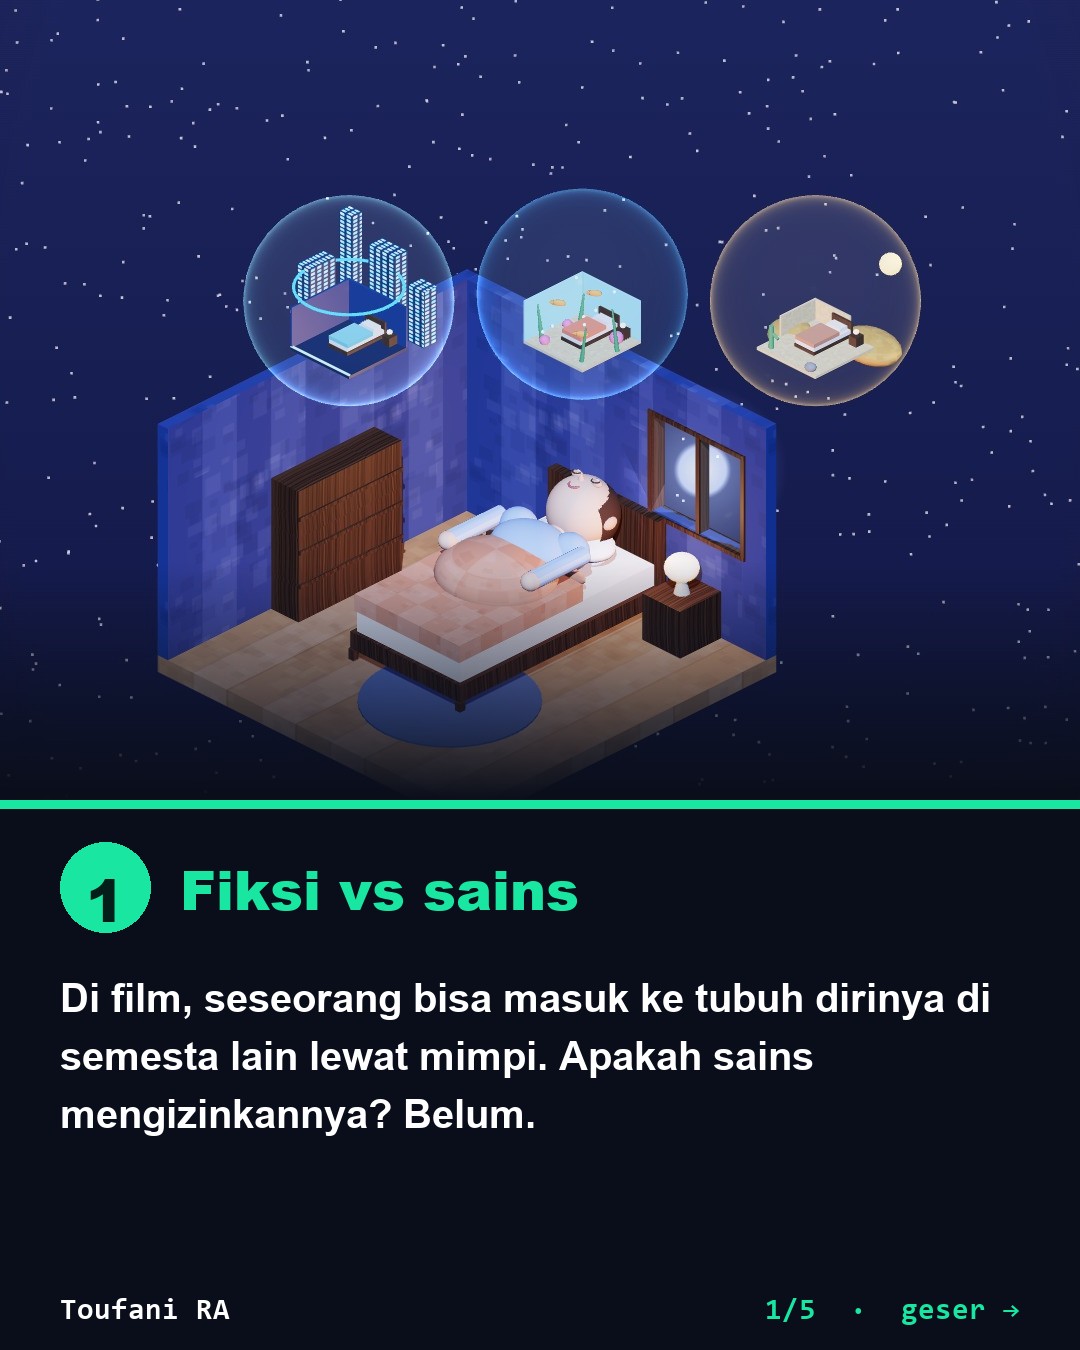 1 Fiksi vs sains
Di film, seseorang bisa masuk ke tubuh dirinya di
semesta lain lewat mimpi. Apakah sains
mengizinkannya? Belum.
Toufani RA 1/5 · geser →